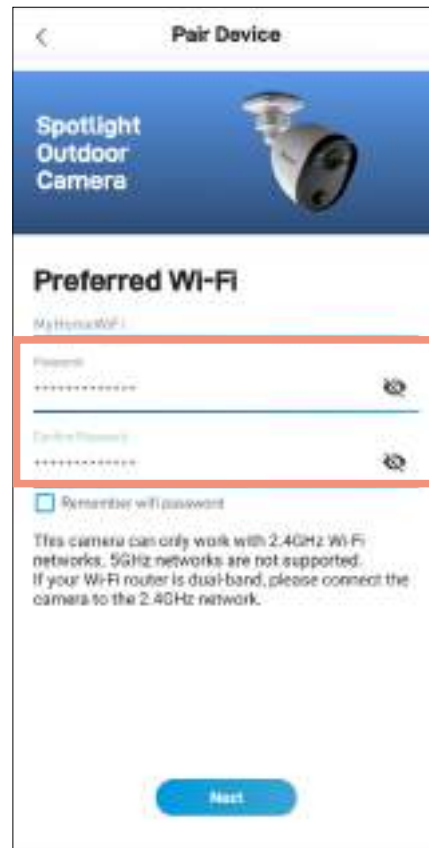 Pair Device
Spotlight
Outdoor
Camera
Preferred Wi-Fi
MyHomeWiFi
Password
•••••••••••••
Confirm Password
•••••••••••••
Remember wifi password
This camera can only work with 2.4GHz Wi-Fi
networks. 5GHz networks are not supported.
If your Wi-Fi router is dual-band, please connect the
camera to the 2.4GHz network.
Next